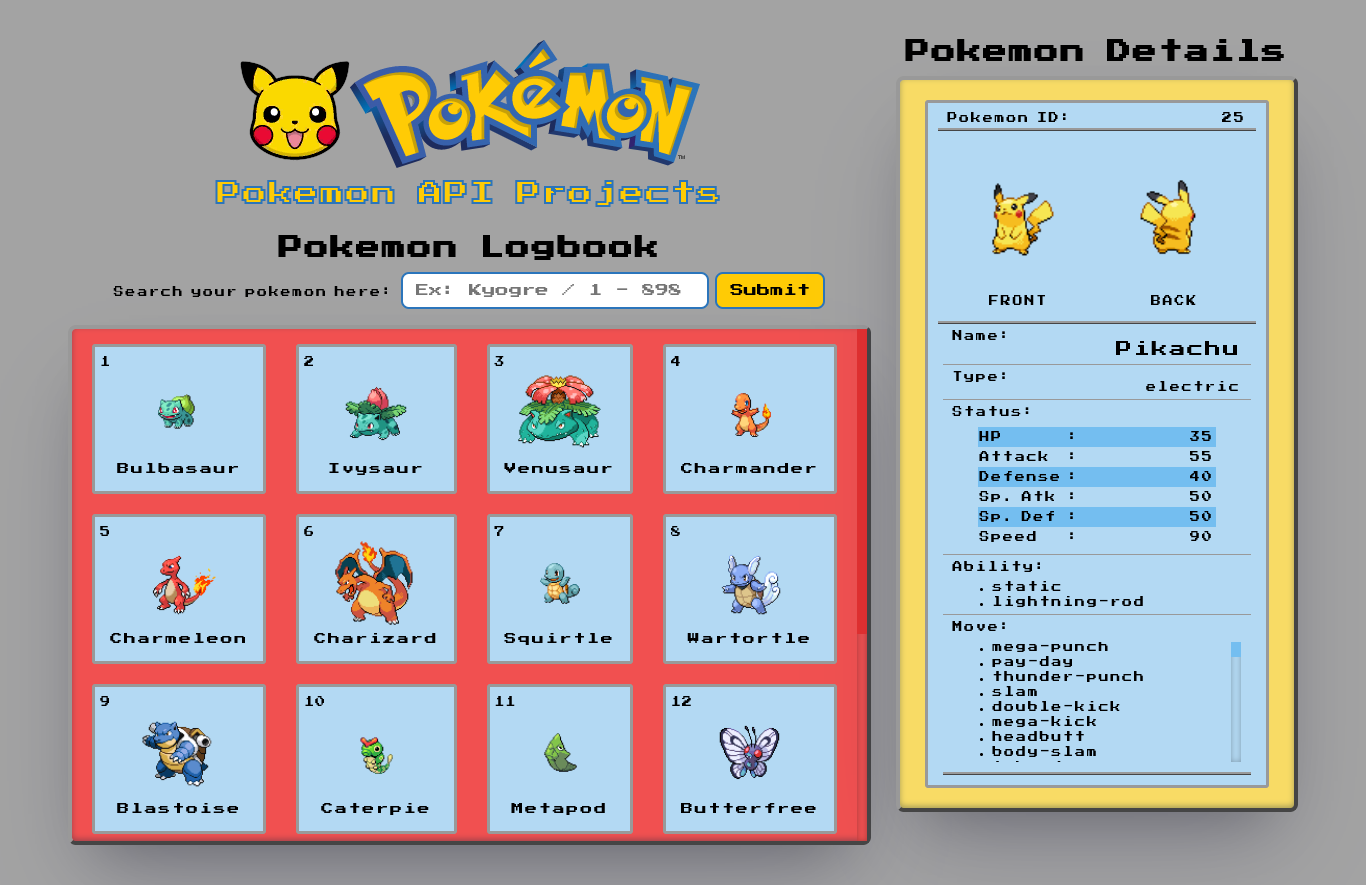 POKéMON
™
Pokemon API Projects
Pokemon Logbook
Search your pokemon here: Ex: Kyogre / 1 - 898 Submit
1
Bulbasaur
2
Ivysaur
3
Venusaur
4
Charmander
5
Charmeleon
6
Charizard
7
Squirtle
8
Wartortle
9
Blastoise
10
Caterpie
11
Metapod
12
Butterfree
Pokemon Details
Pokemon ID: 25
FRONT BACK
Name:
Pikachu
Type:
electric
Status:
HP : 35
Attack : 55
Defense : 40
Sp. Atk : 50
Sp. Def : 50
Speed : 90
Ability:
. static
. lightning-rod
Move:
. mega-punch
. pay-day
. thunder-punch
. slam
. double-kick
. mega-kick
. headbutt
. body-slam